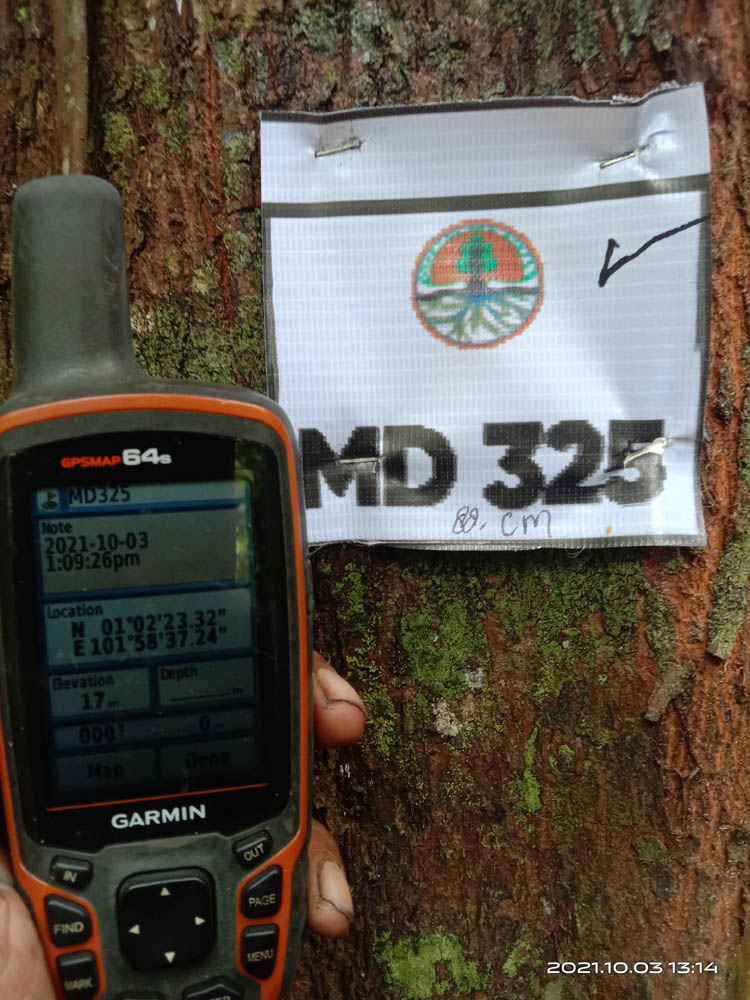 MD 325
88. cm
GPSMAP 64s
MD325
Note
2021-10-03
1:09:26pm
Location
N 01°02'23.32"
E 101°58'37.24"
Elevation
Depth
17 m
m
000°
0 m
Map
Done
GARMIN
IN
OUT
FIND
PAGE
MARK
MENU
2021.10.03 13:14